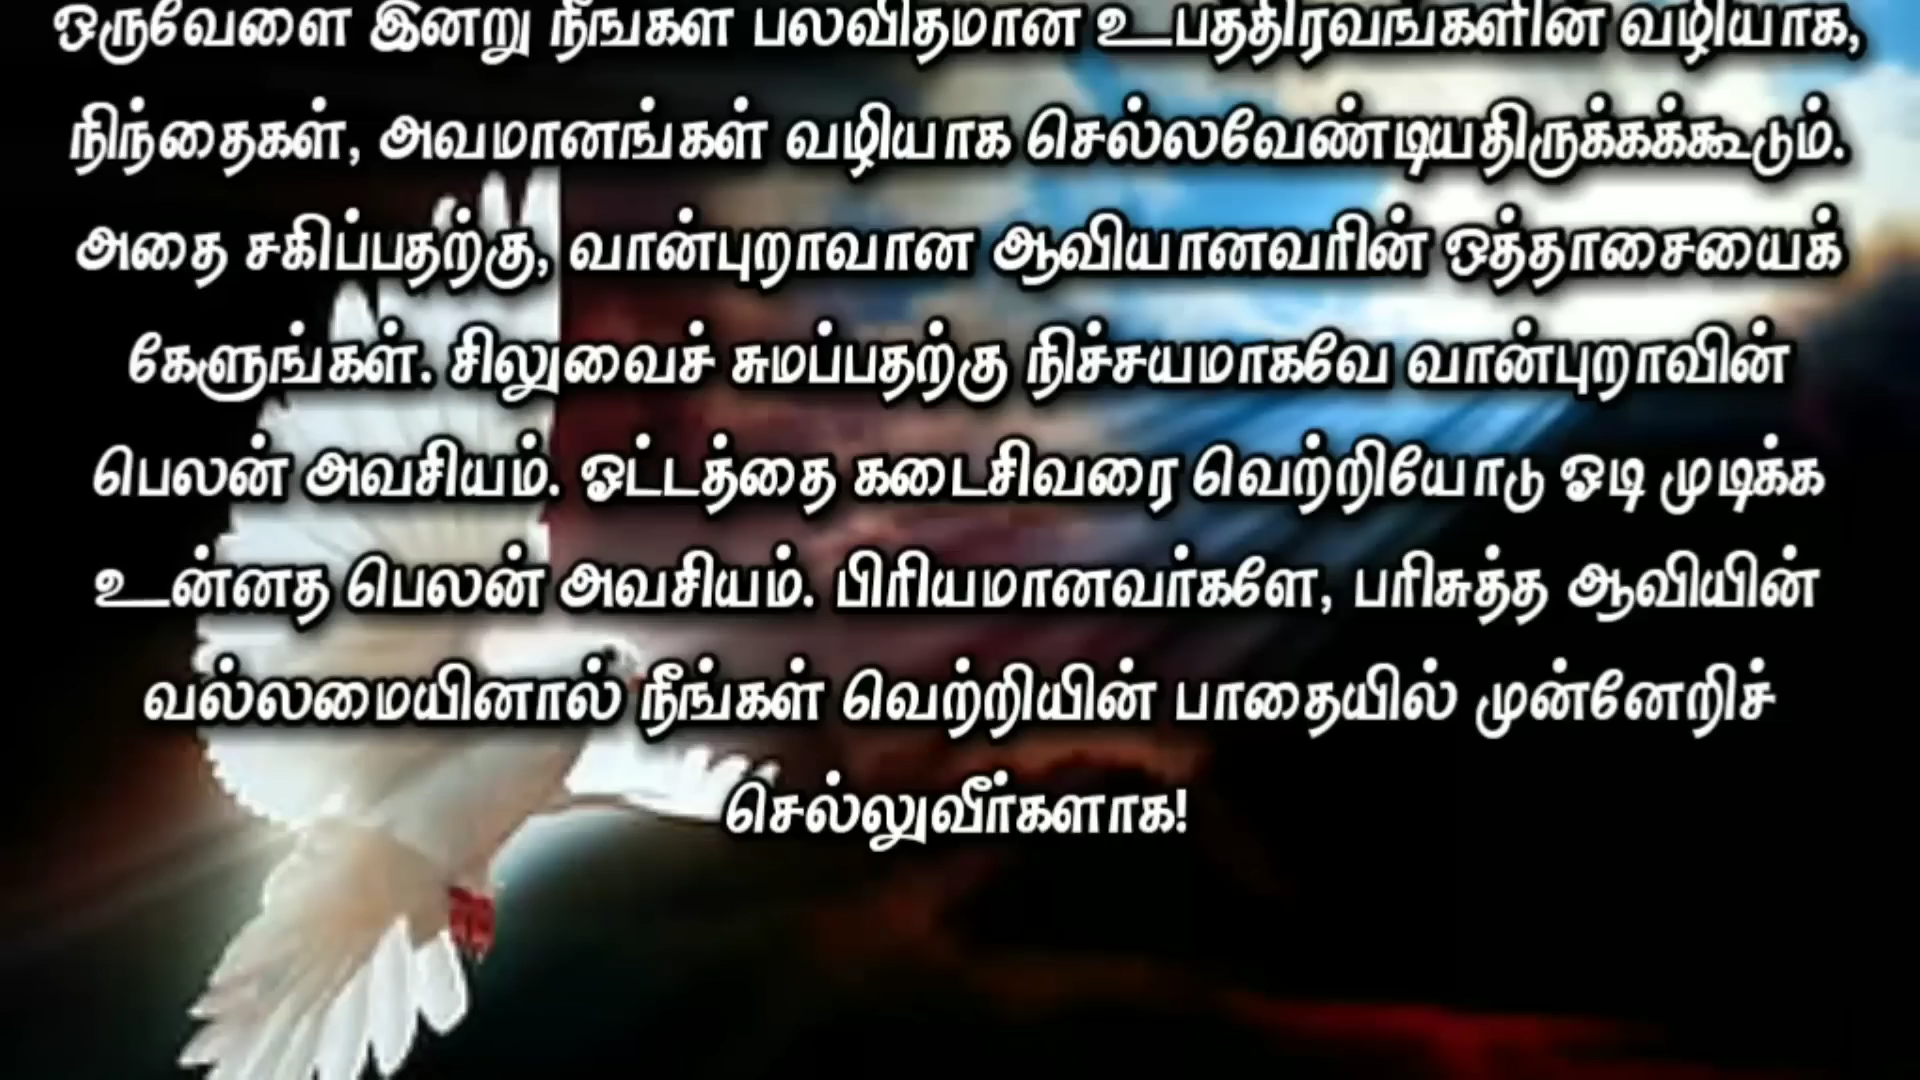 ஒருவேளை இன்று நீங்கள் பலவிதமான உபத்திரவங்களின் வழியாக,
நிந்தைகள், அவமானங்கள் வழியாக செல்லவேண்டியதிருக்கக்கூடும்.
அதை சகிப்பதற்கு, வான்புறாவான ஆவியானவரின் ஒத்தாசையைக்
கேளுங்கள். சிலுவைச் சுமப்பதற்கு நிச்சயமாகவே வான்புறாவின்
பெலன் அவசியம். ஓட்டத்தை கடைசிவரை வெற்றியோடு ஓடி முடிக்க
உன்னத பெலன் அவசியம். பிரியமானவர்களே, பரிசுத்த ஆவியின்
வல்லமையினால் நீங்கள் வெற்றியின் பாதையில் முன்னேறிச்
செல்லுவீர்களாக!